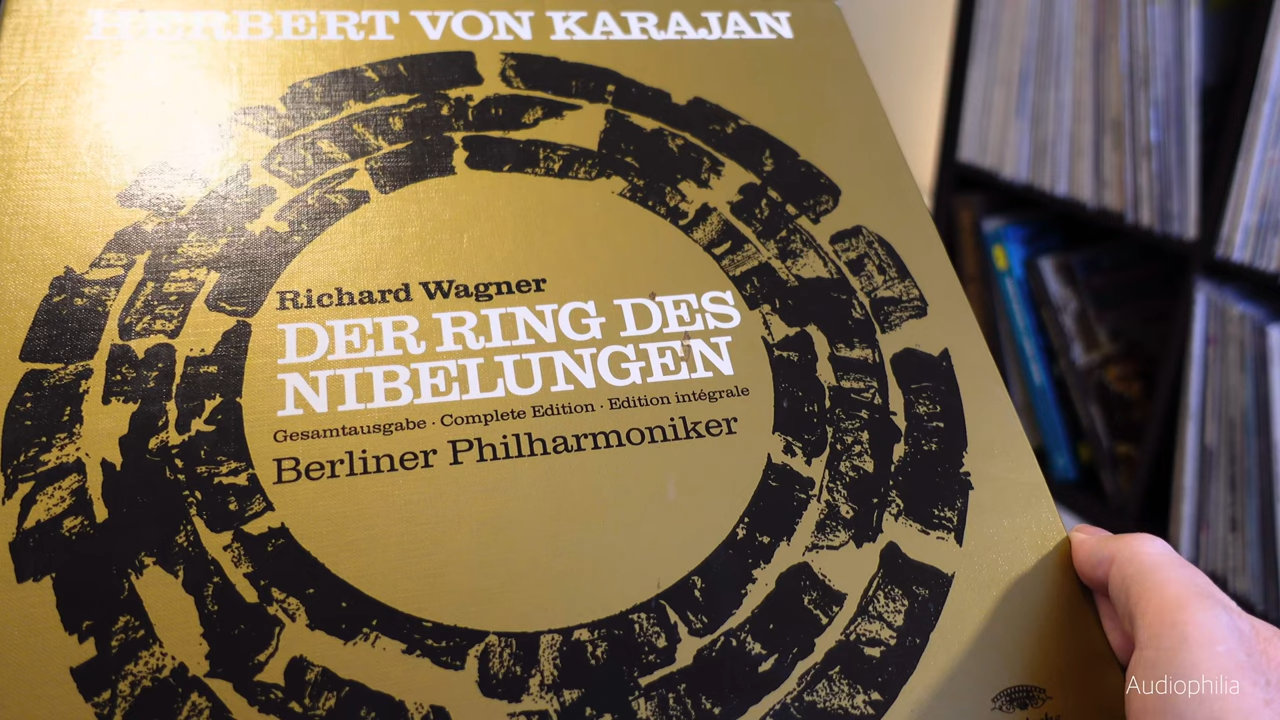 HERBERT VON KARAJAN
Richard Wagner
DER RING DES
NIBELUNGEN
Gesamtausgabe · Complete Edition · Edition intégrale
Berliner Philharmoniker
Audiophilia